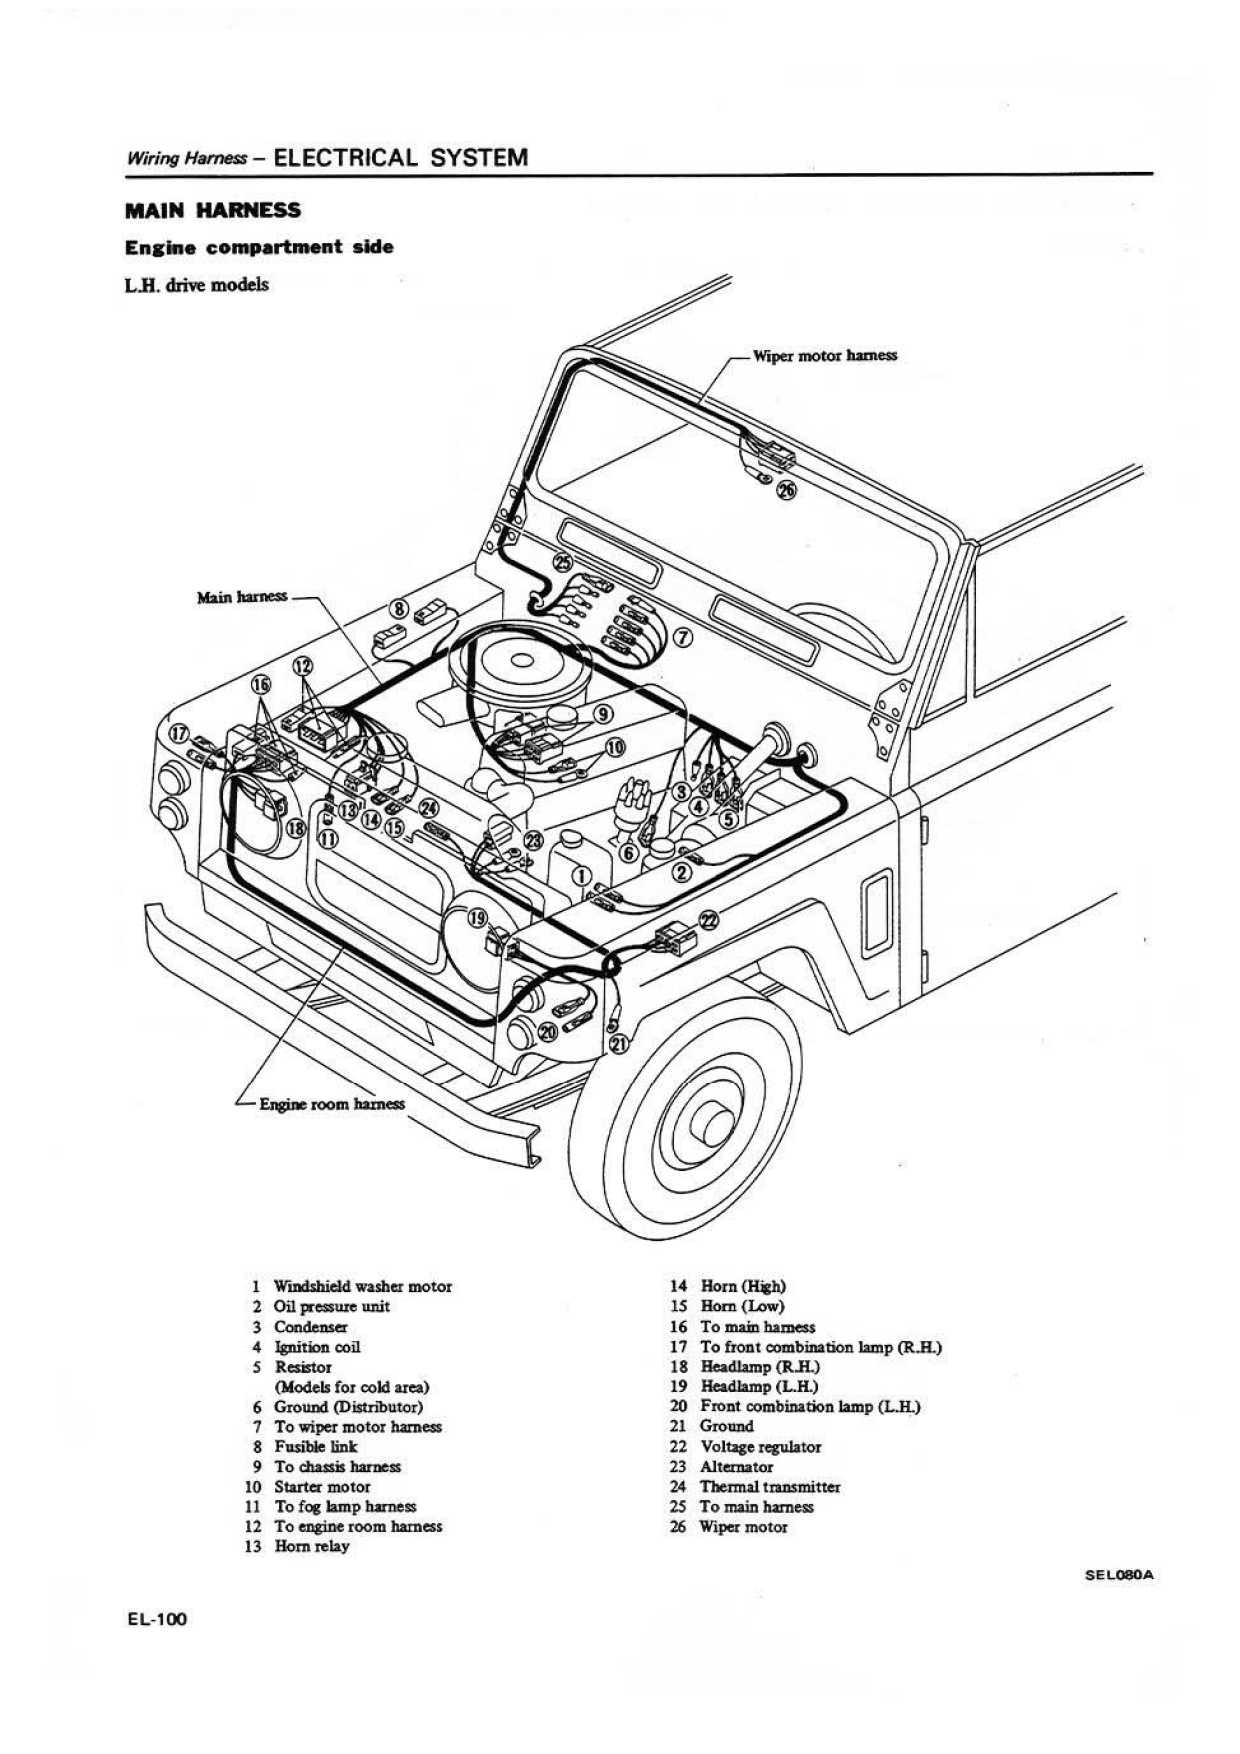 Wiring Harness – ELECTRICAL SYSTEM
MAIN HARNESS
Engine compartment side
L.H. drive models
Wiper motor harness
26
25
Main harness
8
7
12
16
9
17
10
3
4
24
13
14
15
18
11
5
23
6
1
2
19
22
20
21
Engine room harness
1 Windshield washer motor
2 Oil pressure unit
3 Condenser
4 Ignition coil
5 Resistor
(Models for cold area)
6 Ground (Distributor)
7 To wiper motor harness
8 Fusible link
9 To chassis harness
10 Starter motor
11 To fog lamp harness
12 To engine room harness
13 Horn relay
14 Horn (High)
15 Horn (Low)
16 To main harness
17 To front combination lamp (R.H.)
18 Headlamp (R.H.)
19 Headlamp (L.H.)
20 Front combination lamp (L.H.)
21 Ground
22 Voltage regulator
23 Alternator
24 Thermal transmitter
25 To main harness
26 Wiper motor
SEL080A
EL-100